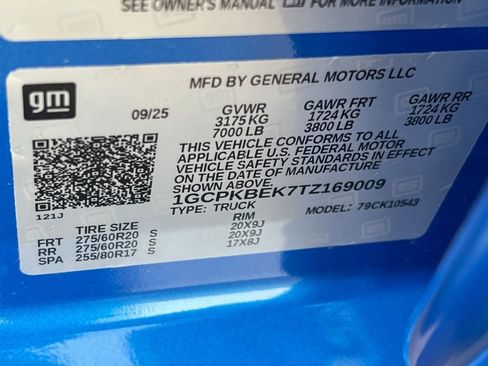 SEE OWNER'S MANUAL FOR MORE INFORMATION
gm
MFD BY GENERAL MOTORS LLC
09/25 GVWR GAWR FRT GAWR RR
3175 KG 1724 KG 1724 KG
7000 LB 3800 LB 3800 LB
THIS VEHICLE CONFORMS TO ALL
APPLICABLE U.S. FEDERAL MOTOR
VEHICLE SAFETY STANDARDS IN EFFECT
ON THE DATE OF MANUFACTURE
SHOWN ABOVE.
1GCPKBEK7TZ169009
TYPE: TRUCK MODEL: 79CK10543
121J
TIRE SIZE RIM
FRT 275/60R20 S 20X9J
RR 275/60R20 S 20X9J
SPA 255/80R17 S 17X8J